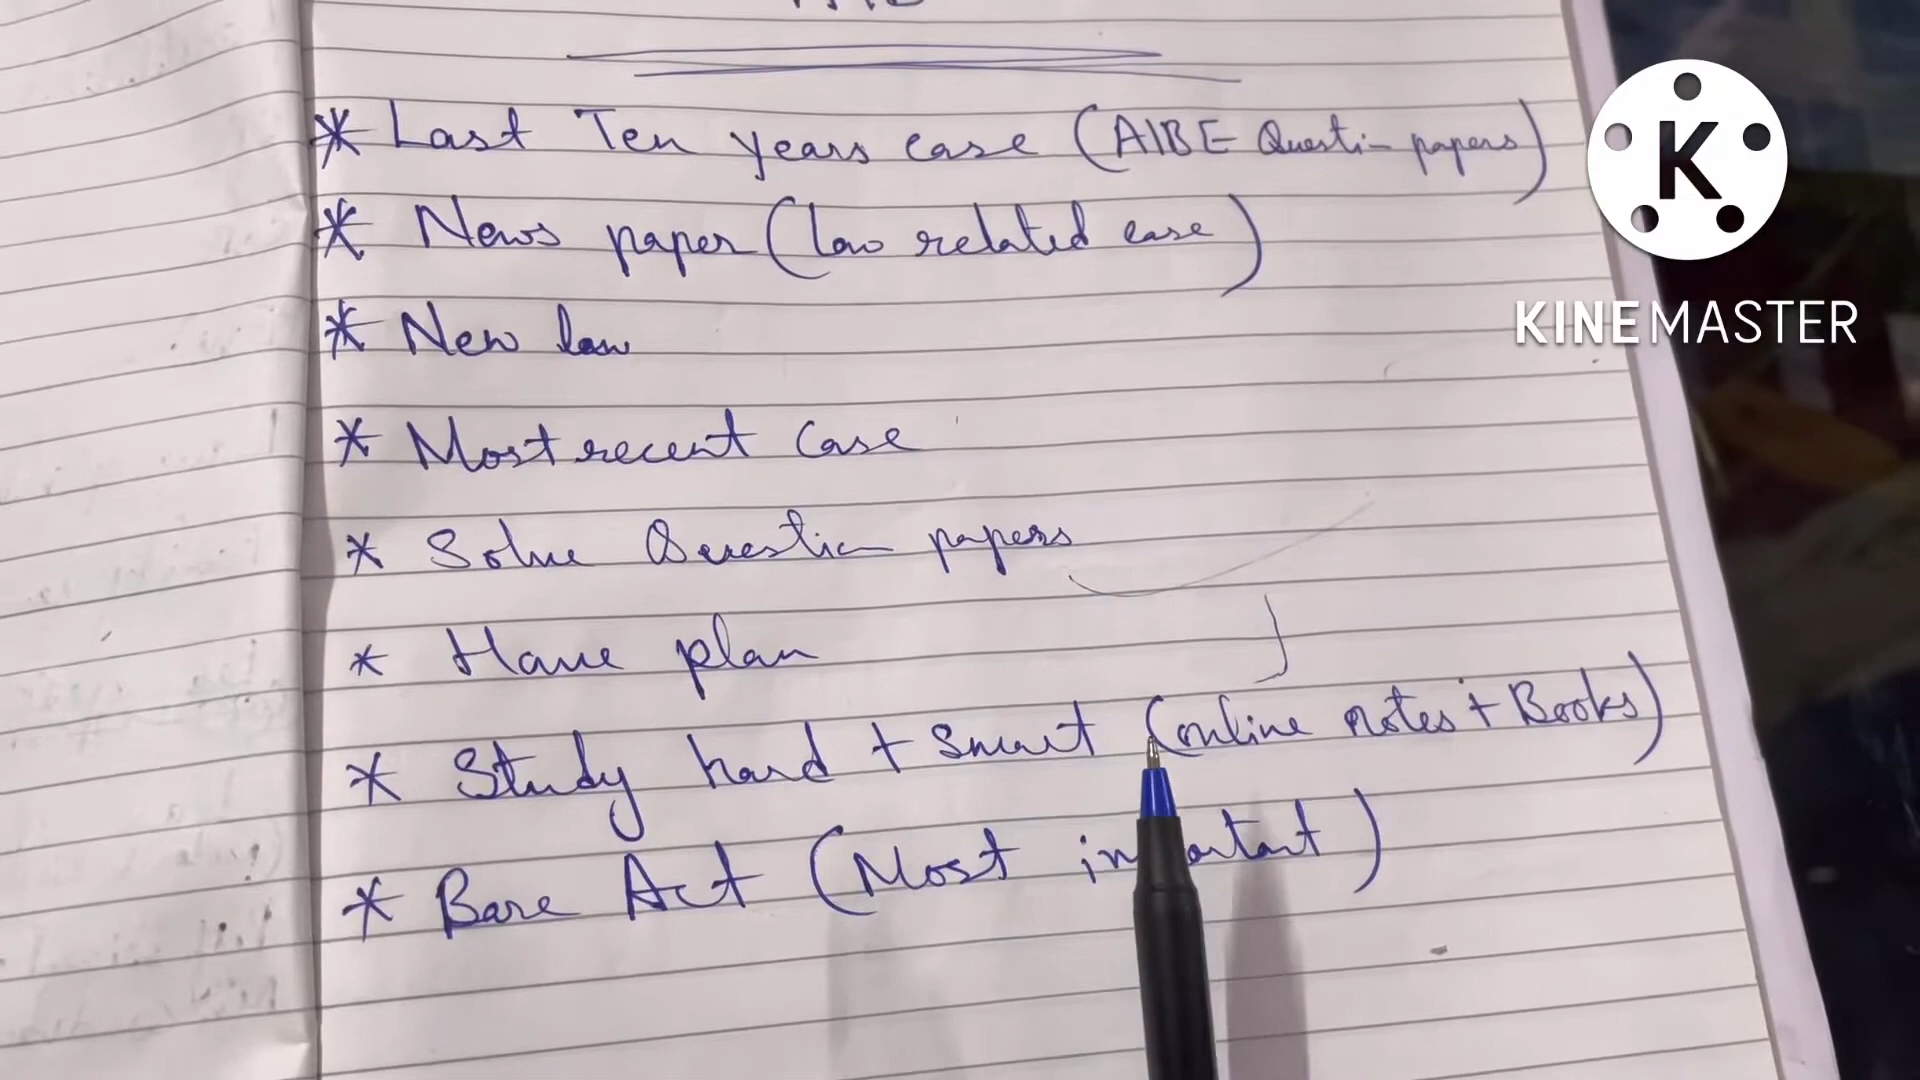 * Last Ten years case (AIBE Question papers)
* News paper (law related case)
* New law
* Most recent case
* Solve Question papers
* Have plan
* Study hard + Smart (online notes + Books)
* Bare Act (Most important)
K
KINEMASTER